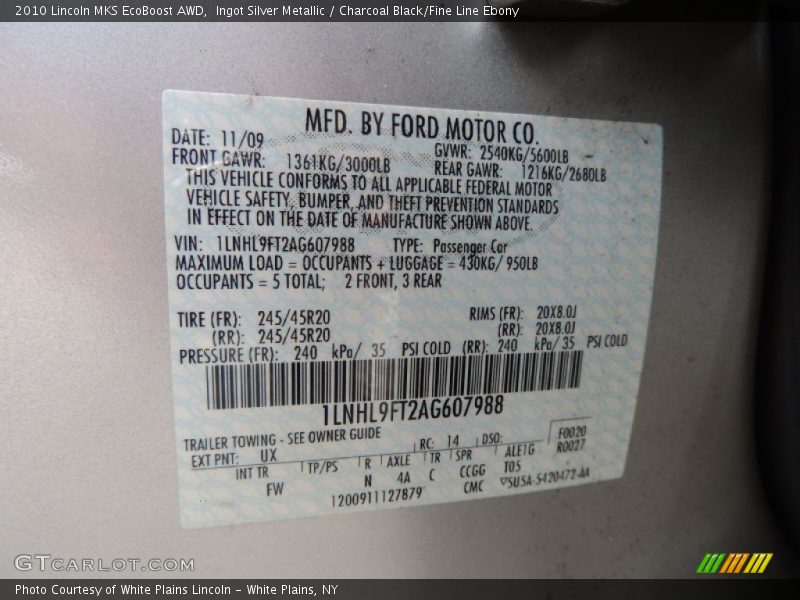 2010 Lincoln MKS EcoBoost AWD, Ingot Silver Metallic / Charcoal Black/Fine Line Ebony
MFD. BY FORD MOTOR CO.
DATE: 11/09 GVWR: 2540KG/5600LB
FRONT GAWR: 1361KG/3000LB REAR GAWR: 1216KG/2680LB
THIS VEHICLE CONFORMS TO ALL APPLICABLE FEDERAL MOTOR
VEHICLE SAFETY, BUMPER, AND THEFT PREVENTION STANDARDS
IN EFFECT ON THE DATE OF MANUFACTURE SHOWN ABOVE.
VIN: 1LNHL9FT2AG607988 TYPE: Passenger Car
MAXIMUM LOAD = OCCUPANTS + LUGGAGE = 430KG/ 950LB
OCCUPANTS = 5 TOTAL; 2 FRONT, 3 REAR
TIRE (FR): 245/45R20 RIMS (FR): 20X8.0J
(RR): 245/45R20 (RR): 20X8.0J
PRESSURE (FR): 240 kPa/ 35 PSI COLD (RR): 240 kPa/ 35 PSI COLD
1LNHL9FT2AG607988
TRAILER TOWING - SEE OWNER GUIDE
EXT PNT: UX RC: 14 DSO: F0020
R0027
INT TR TP/PS R AXLE TR SPR ALE1G
FW N 4A C CCGG T05
1200911127879 CMC 5U5A-5420472-AA
GTCARLOT.COM
Photo Courtesy of White Plains Lincoln - White Plains, NY